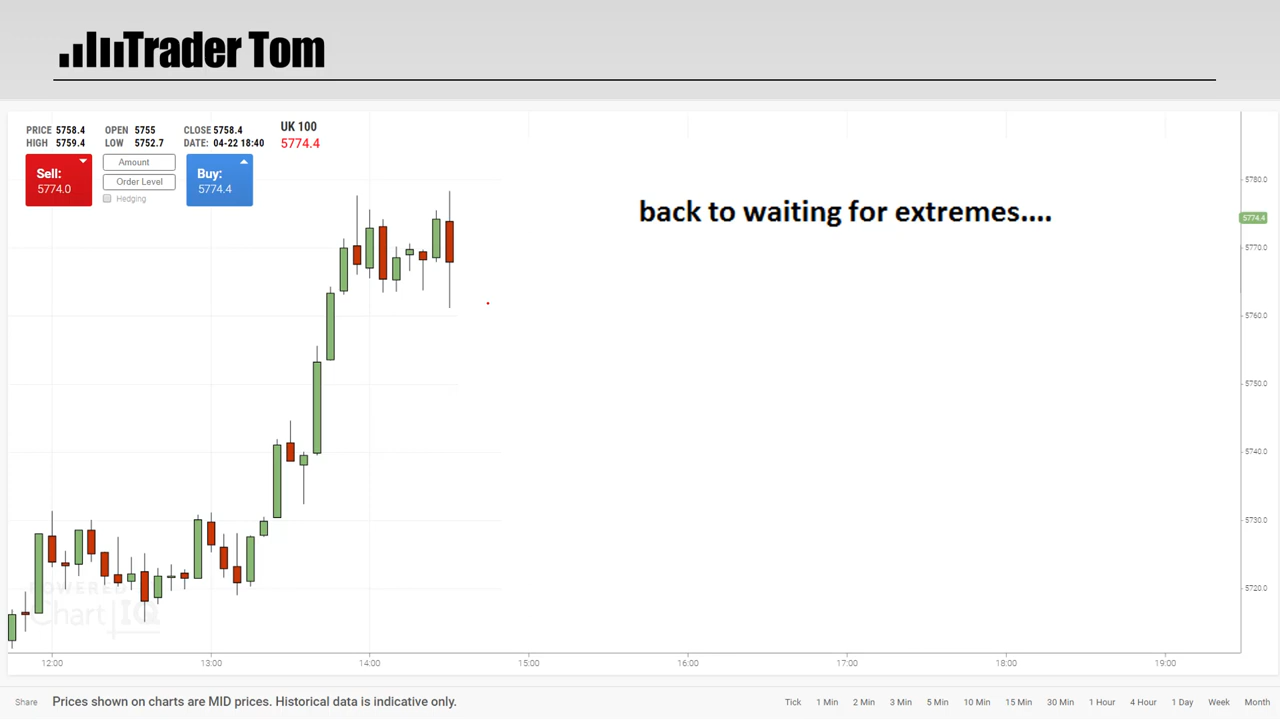 Trader Tom
PRICE 5758.4 OPEN 5755 CLOSE 5758.4 UK 100
HIGH 5759.4 LOW 5752.7 DATE: 04-22 18:40 5774.4
Sell: 5774.0
Amount
Order Level
Hedging
Buy: 5774.4
back to waiting for extremes....
5780.0
5774.4
5770.0
5760.0
5750.0
5740.0
5730.0
5720.0
POWERED
Chart IQ
12:00 13:00 14:00 15:00 16:00 17:00 18:00 19:00
Share Prices shown on charts are MID prices. Historical data is indicative only. Tick 1 Min 2 Min 3 Min 5 Min 10 Min 15 Min 30 Min 1 Hour 4 Hour 1 Day Week Month